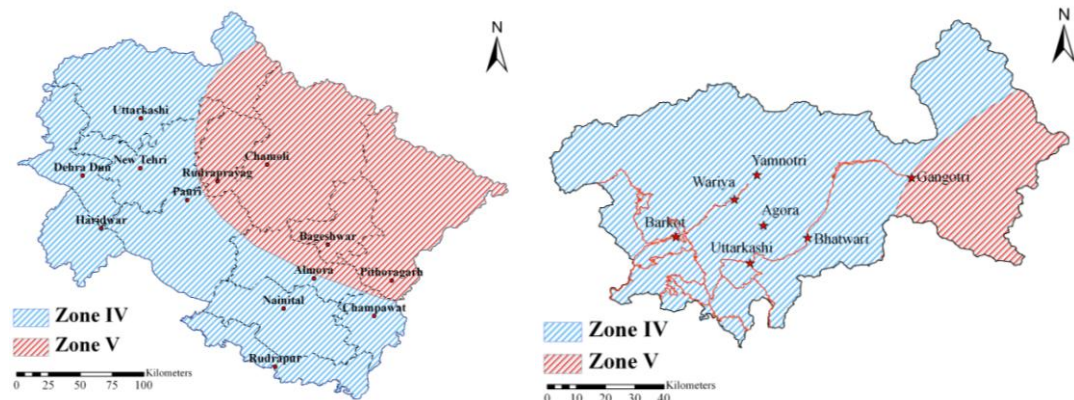 N
Uttarkashi
Dehra Dun
New Tehri
Chamoli
Rudraprayag
Pauri
Haridwar
Bageshwar
Almora
Pithoragarh
Nainital
Champawat
Rudrapur
Zone IV
Zone V
Kilometers
0 25 50 75 100
N
Yamnotri
Gangotri
Wariya
Agora
Barkot
Bhatwari
Uttarkashi
Zone IV
Zone V
Kilometers
0 10 20 30 40